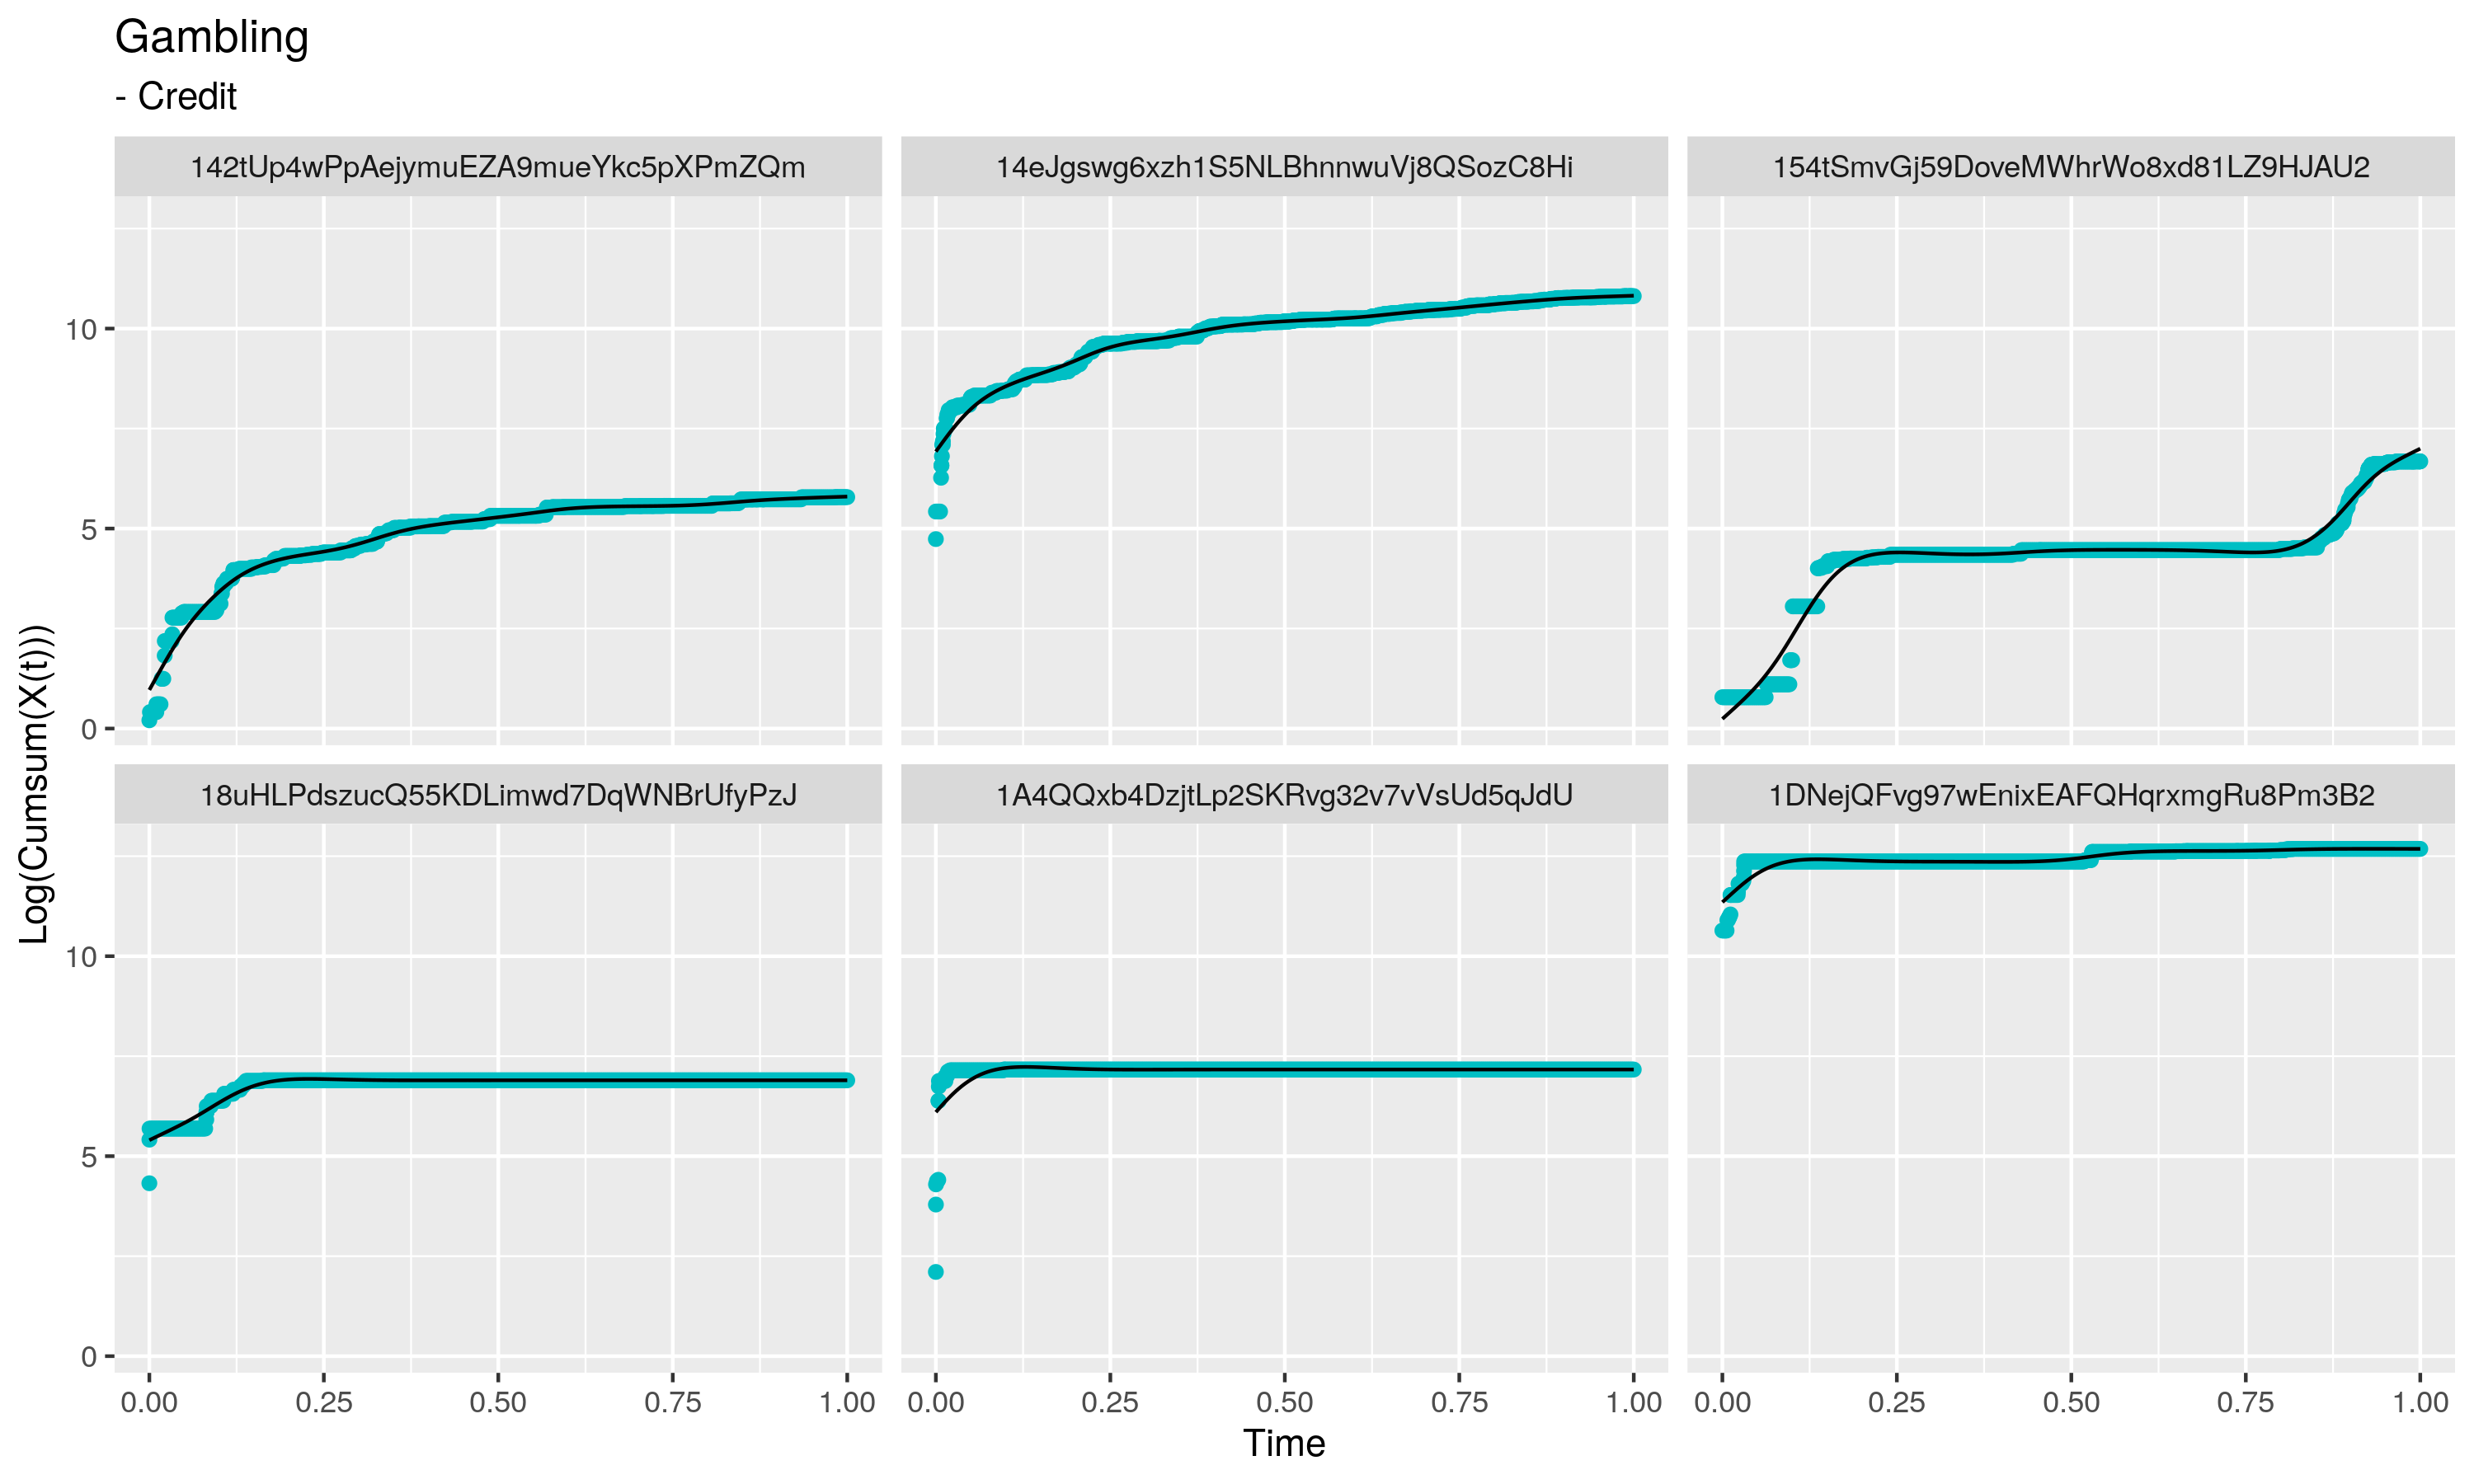 Gambling
- Credit
142tUp4wPpAejymuEZA9mueYkc5pXPmZQm
14eJgswg6xzh1S5NLBhnnwuVj8QSozC8Hi
154tSmvGj59DoveMWhrWo8xd81LZ9HJAU2
10
5
0
18uHLPdszucQ55KDLimwd7DqWNBrUfyPzJ
1A4QQxb4DzjtLp2SKRvg32v7vVsUd5qJdU
1DNejQFvg97wEnixEAFQHqrxmgRu8Pm3B2
10
5
0
Log(Cumsum(X(t)))
0.00 0.25 0.50 0.75 1.00
0.00 0.25 0.50 0.75 1.00
0.00 0.25 0.50 0.75 1.00
Time